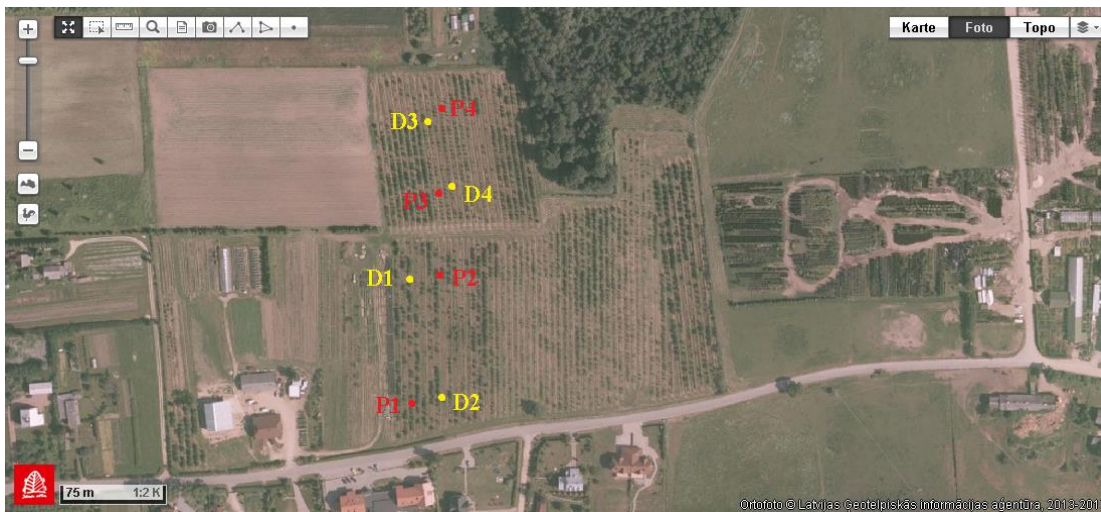 Karte Foto Topo
P4
D3
D4
P3
D1 P2
P1 D2
75 m 1:2 K
Ortofoto © Latvijas Ģeotelpiskās informācijas aģentūra, 2013-201